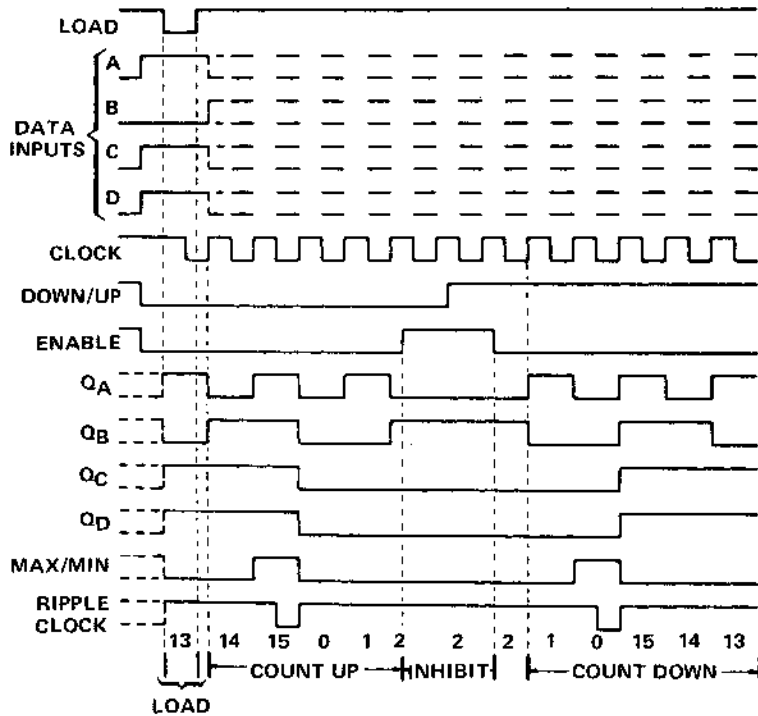 LOAD
A
B
DATA
INPUTS
C
D
CLOCK
DOWN/UP
ENABLE
QA
QB
QC
QD
MAX/MIN
RIPPLE
CLOCK
13 14 15 0 1 2 2 2 1 0 15 14 13
COUNT UP INHIBIT COUNT DOWN
LOAD